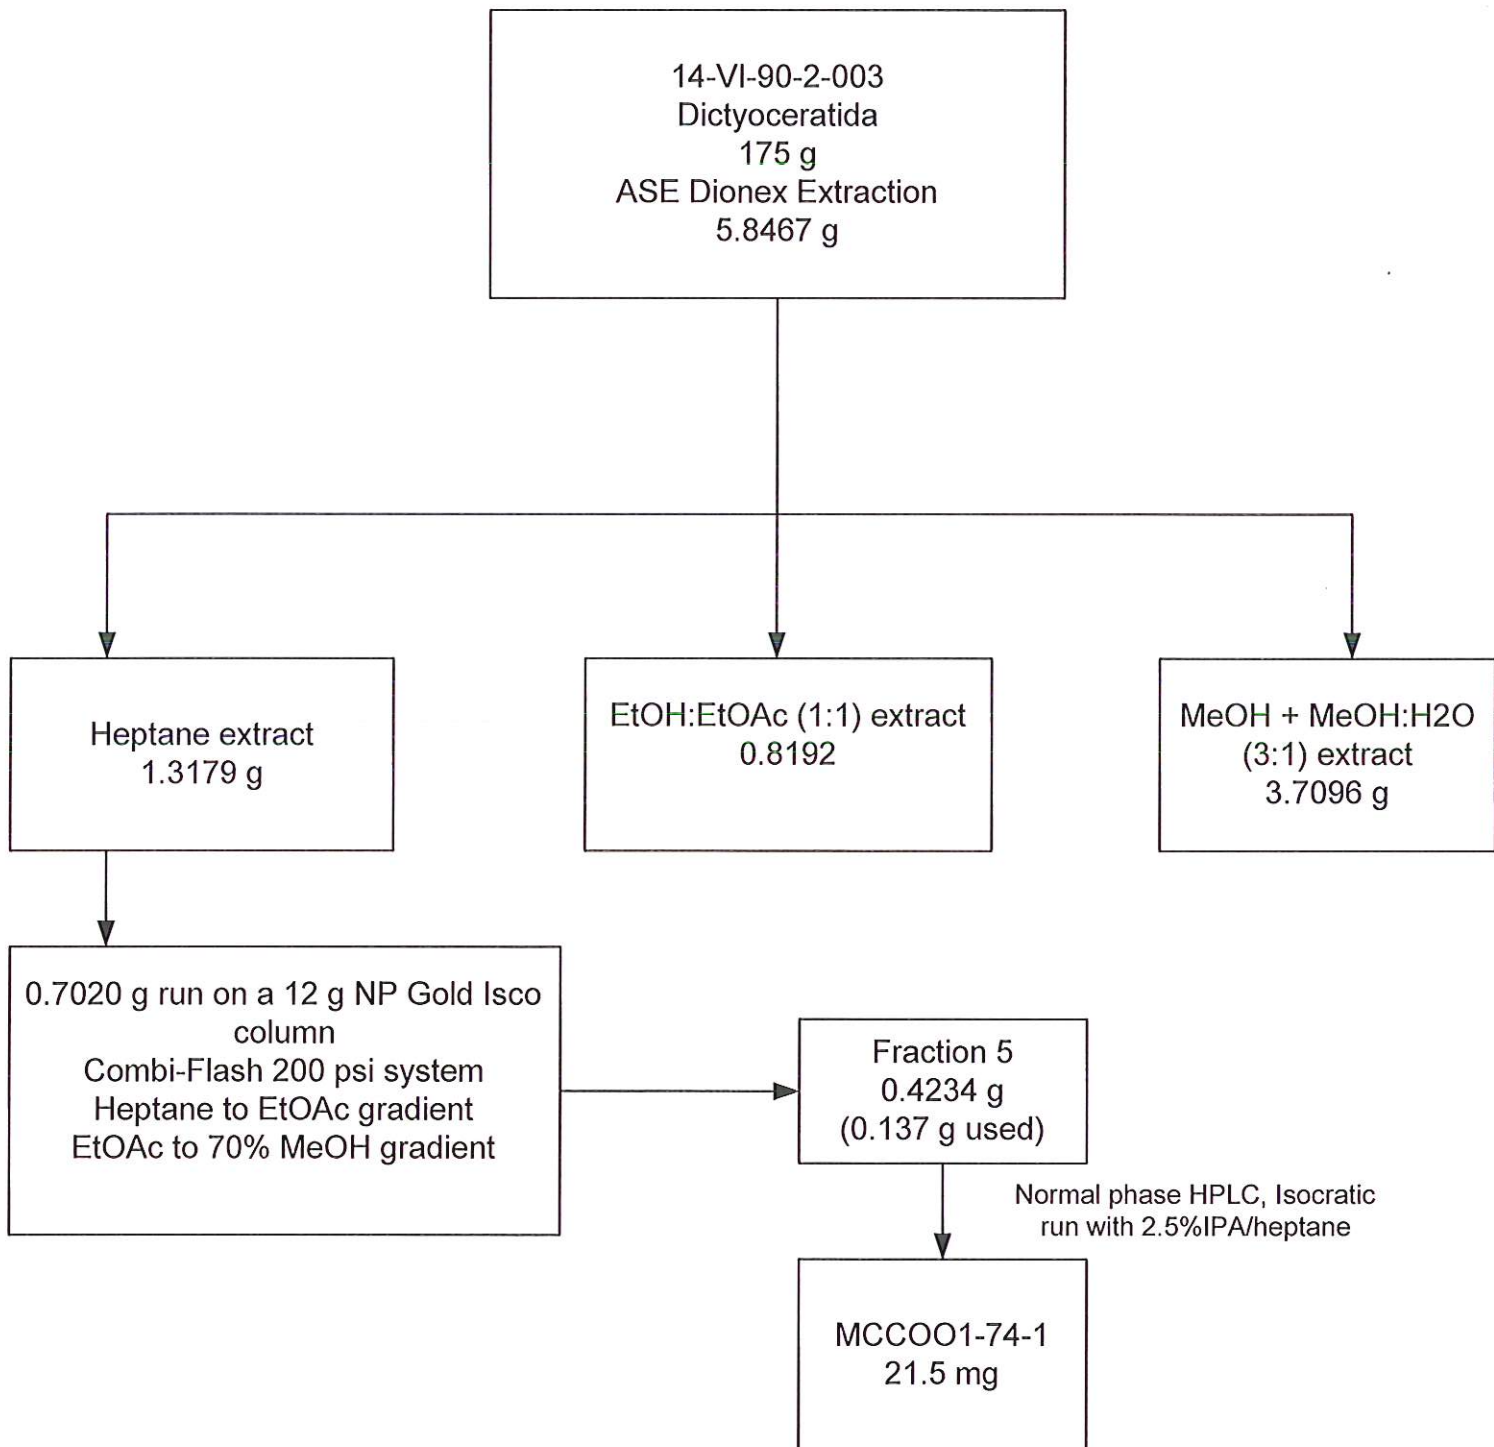 14-VI-90-2-003
Dictyoceratida
175 g
ASE Dionex Extraction
5.8467 g
Heptane extract
1.3179 g
EtOH:EtOAc (1:1) extract
0.8192
MeOH + MeOH:H2O
(3:1) extract
3.7096 g
0.7020 g run on a 12 g NP Gold Isco
column
Combi-Flash 200 psi system
Heptane to EtOAc gradient
EtOAc to 70% MeOH gradient
Fraction 5
0.4234 g
(0.137 g used)
Normal phase HPLC, Isocratic
run with 2.5%IPA/heptane
MCCOO1-74-1
21.5 mg